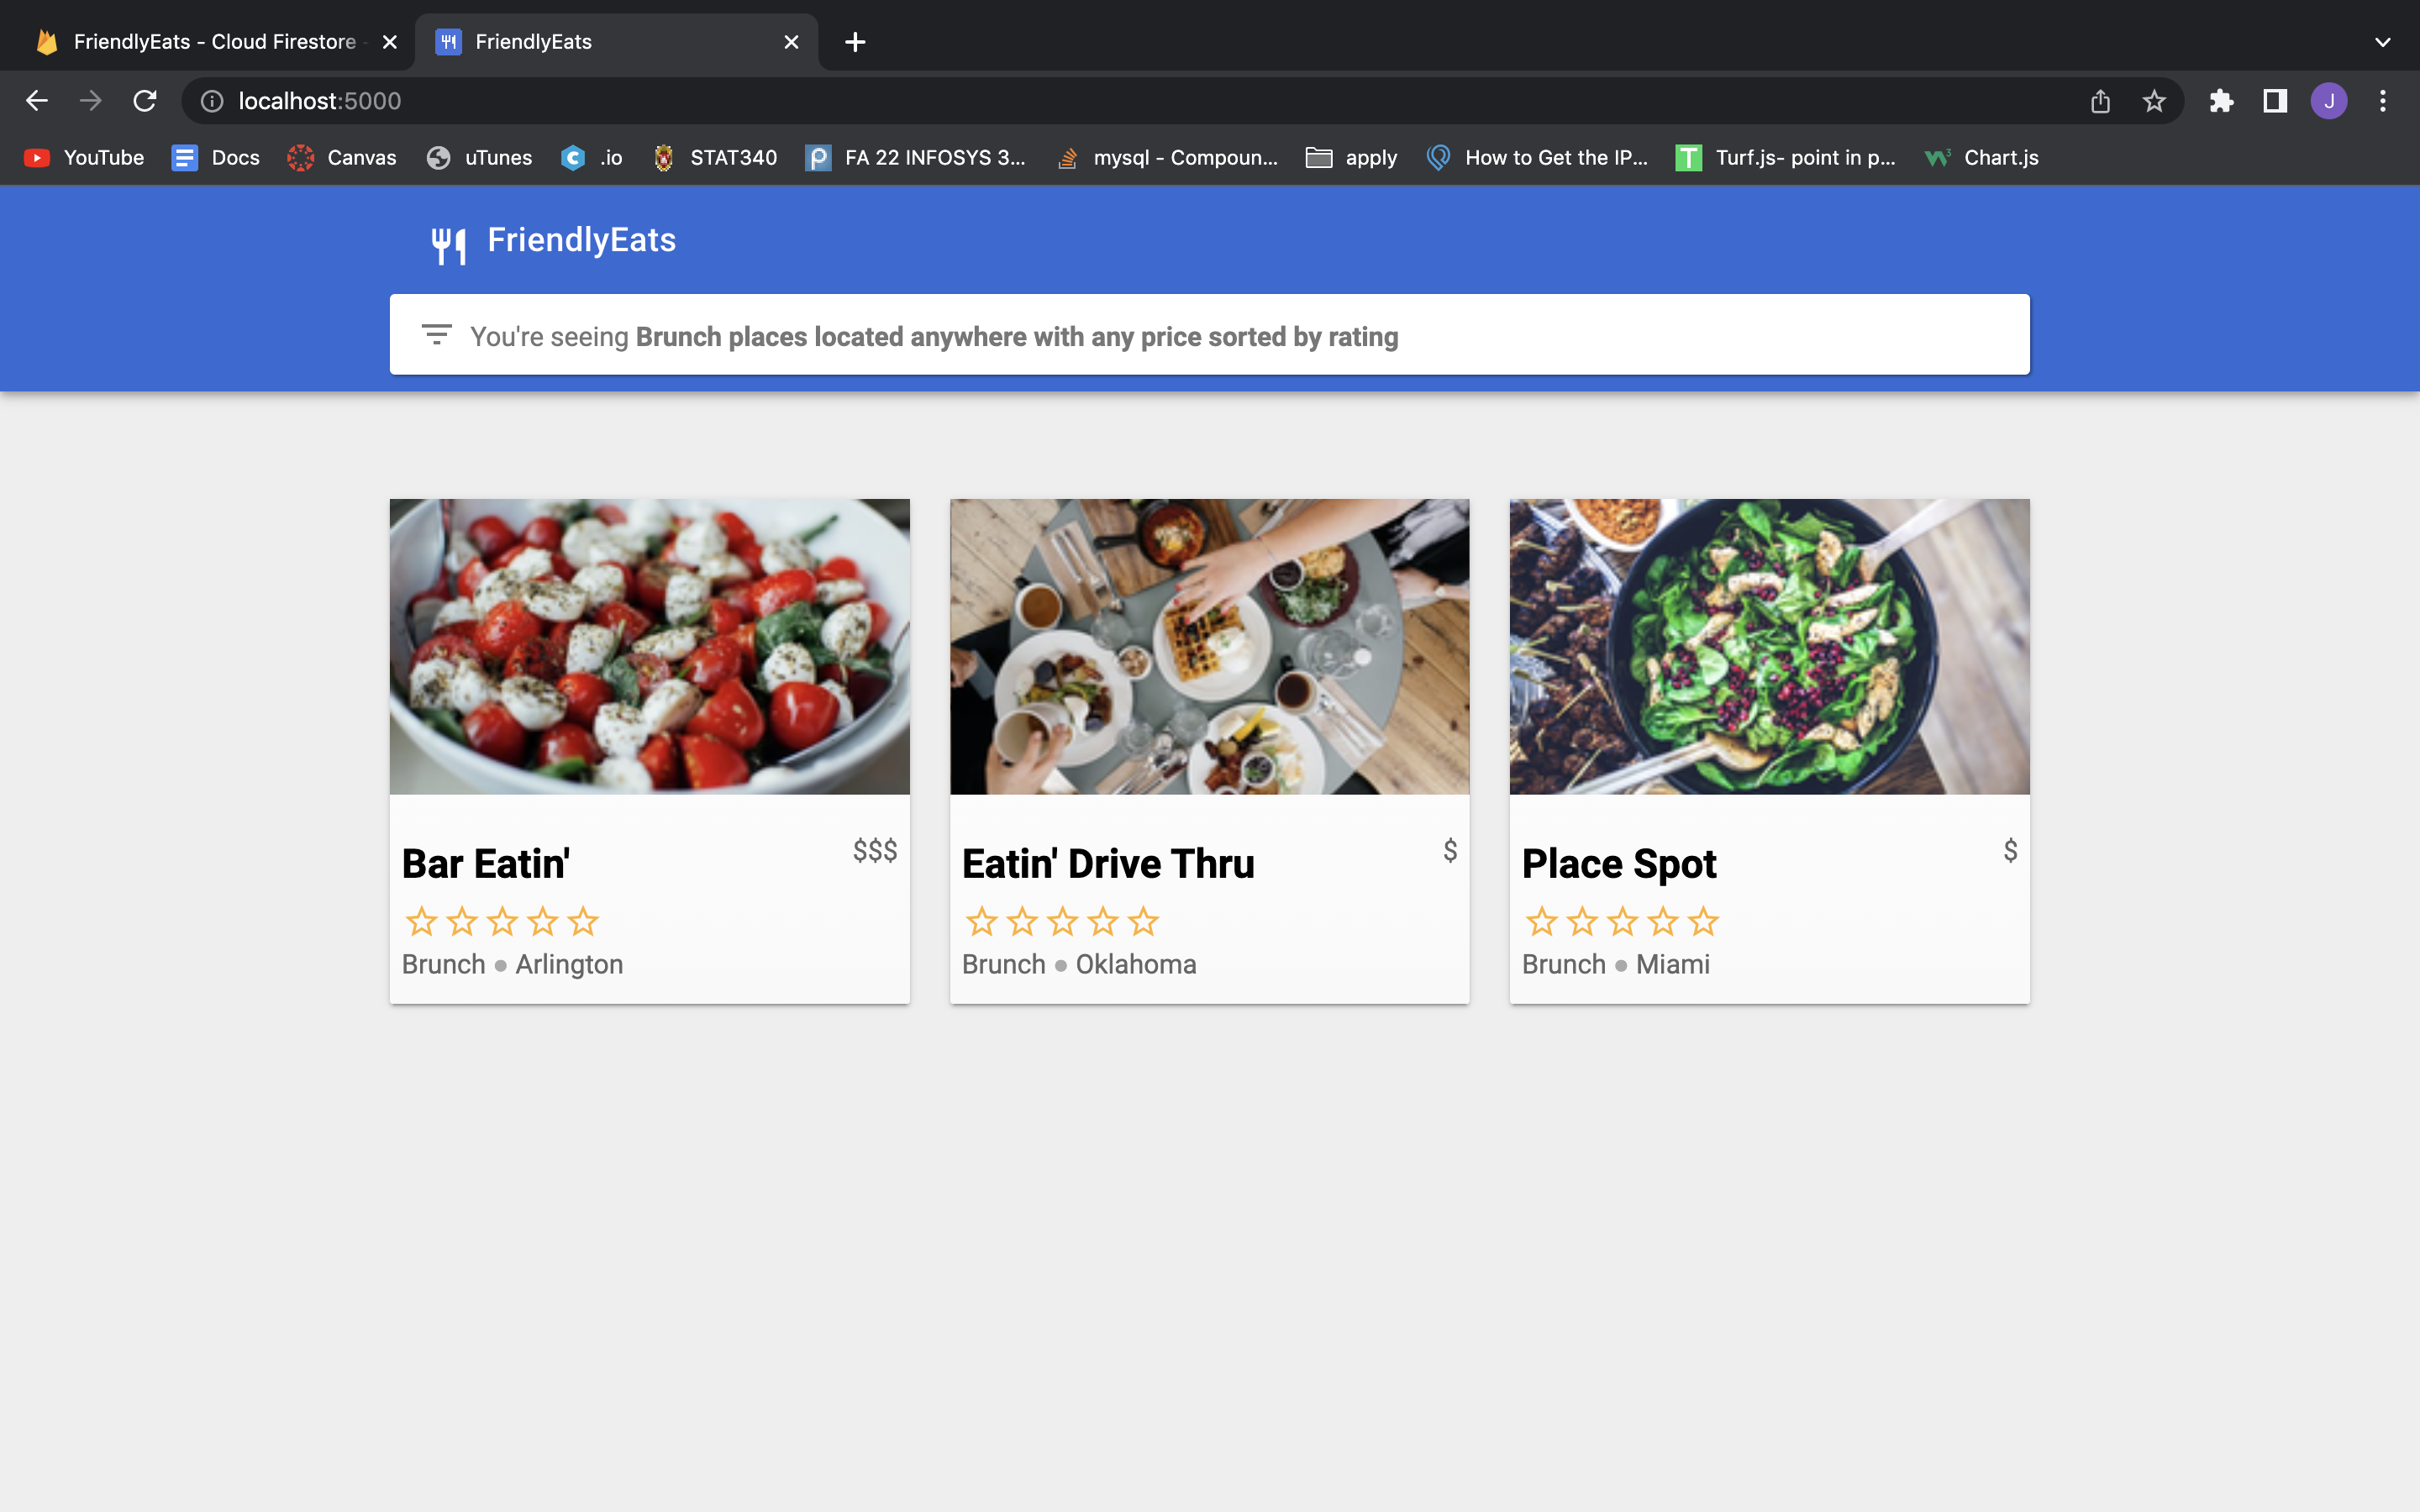 FriendlyEats - Cloud Firestore -
FriendlyEats
localhost:5000
J
YouTube
Docs
Canvas
uTunes
.io
STAT340
FA 22 INFOSYS 3...
mysql - Compoun...
apply
How to Get the IP...
Turf.js- point in p...
Chart.js
FriendlyEats
You're seeing Brunch places located anywhere with any price sorted by rating
Bar Eatin' $$$
Brunch ● Arlington
Eatin' Drive Thru $
Brunch ● Oklahoma
Place Spot $
Brunch ● Miami